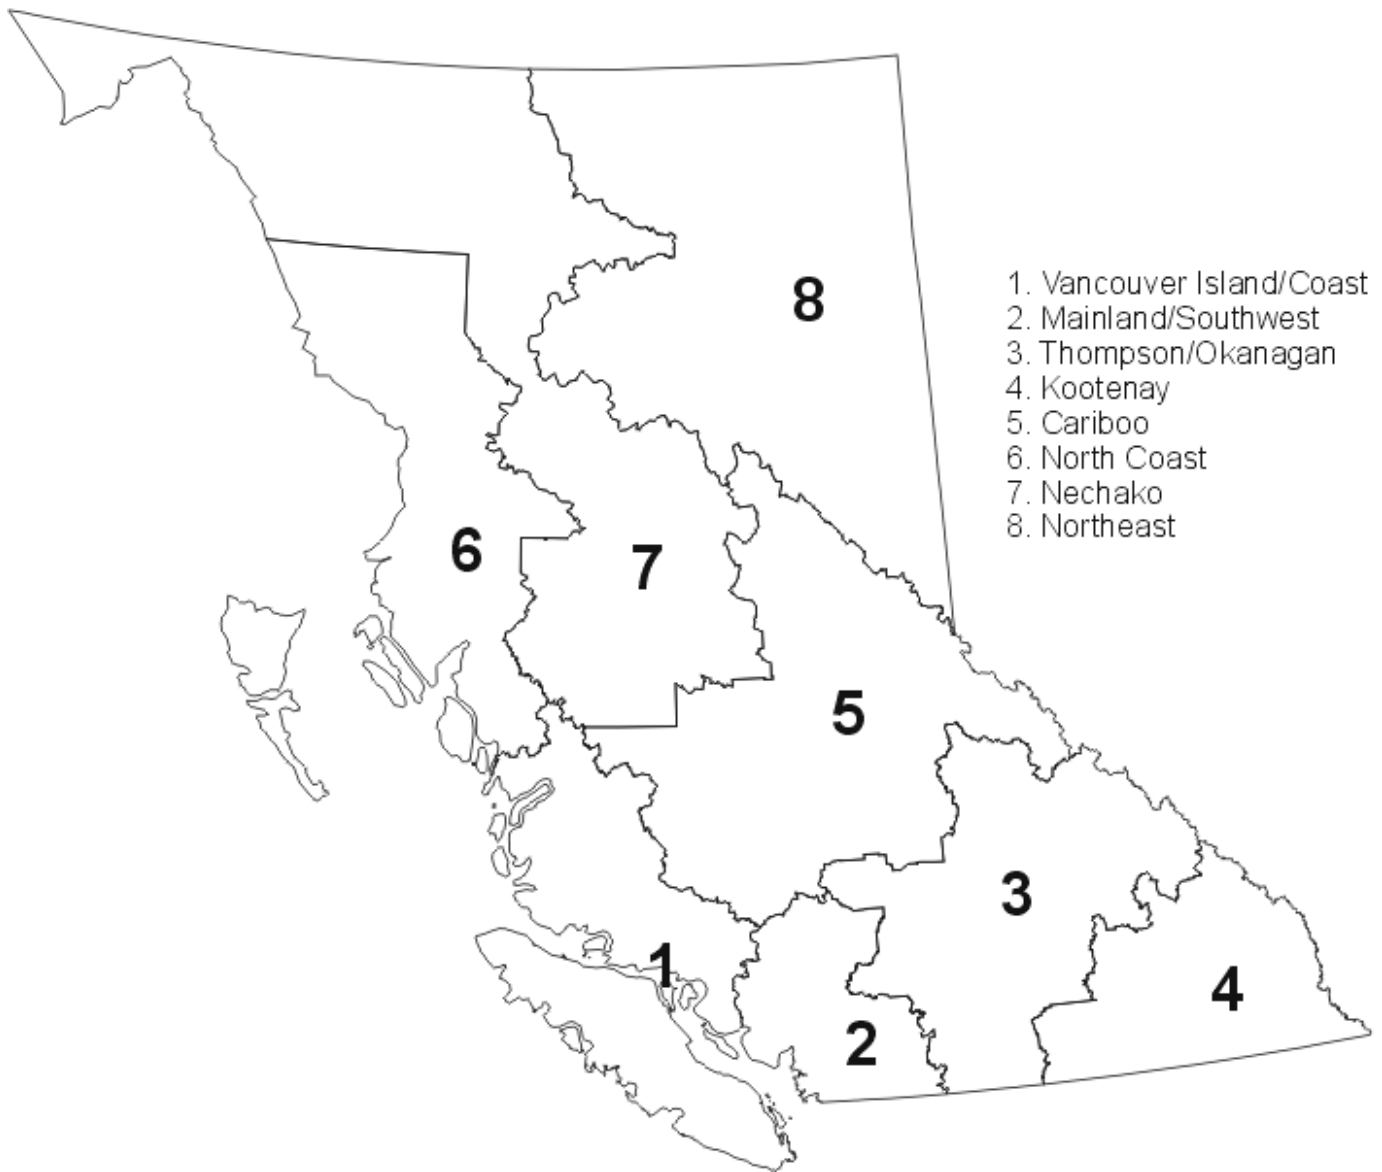 8
1. Vancouver Island/Coast
2. Mainland/Southwest
3. Thompson/Okanagan
4. Kootenay
5. Cariboo
6. North Coast
7. Nechako
8. Northeast
6
7
5
3
1
4
2